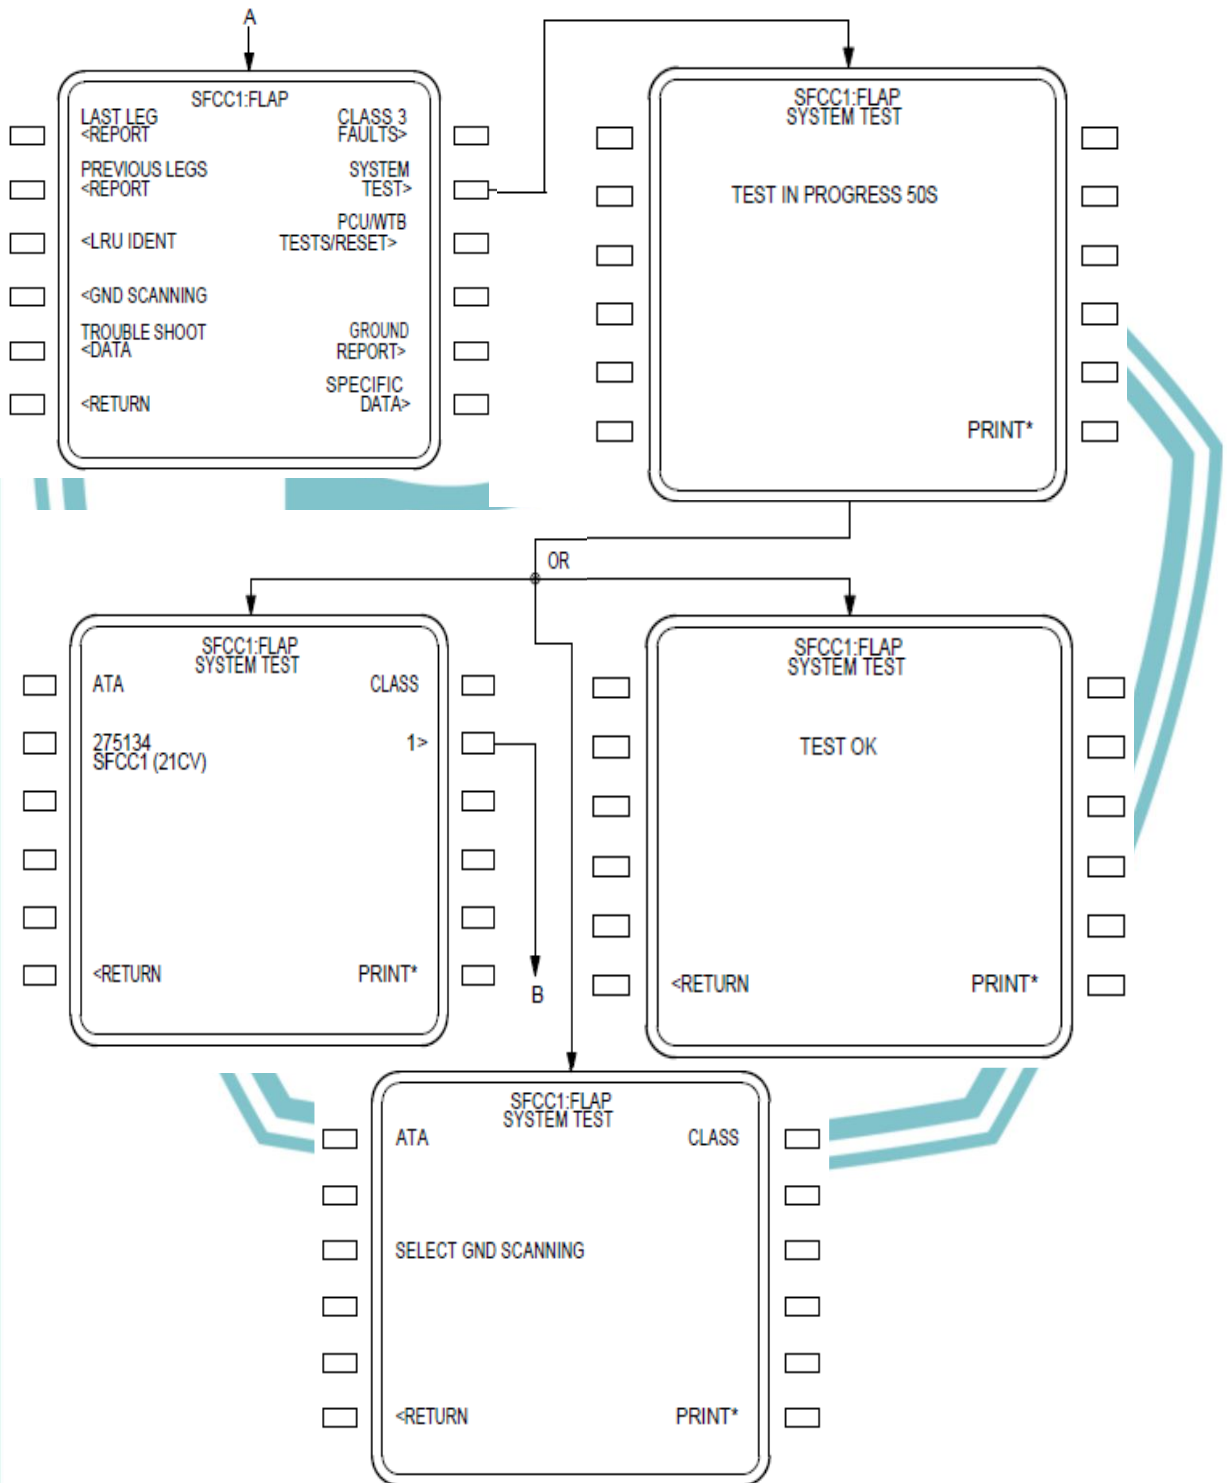 A
SFCC1:FLAP
LAST LEG
<REPORT
CLASS 3
FAULTS>
PREVIOUS LEGS
<REPORT
SYSTEM
TEST>
<LRU IDENT
PCU/WTB
TESTS/RESET>
<GND SCANNING
TROUBLE SHOOT
<DATA
GROUND
REPORT>
<RETURN
SPECIFIC
DATA>
SFCC1:FLAP
SYSTEM TEST
TEST IN PROGRESS 50S
PRINT*
OR
SFCC1:FLAP
SYSTEM TEST
ATA
CLASS
275134
1>
SFCC1 (21CV)
<RETURN
PRINT*
B
SFCC1:FLAP
SYSTEM TEST
TEST OK
<RETURN
PRINT*
SFCC1:FLAP
SYSTEM TEST
ATA
CLASS
SELECT GND SCANNING
<RETURN
PRINT*